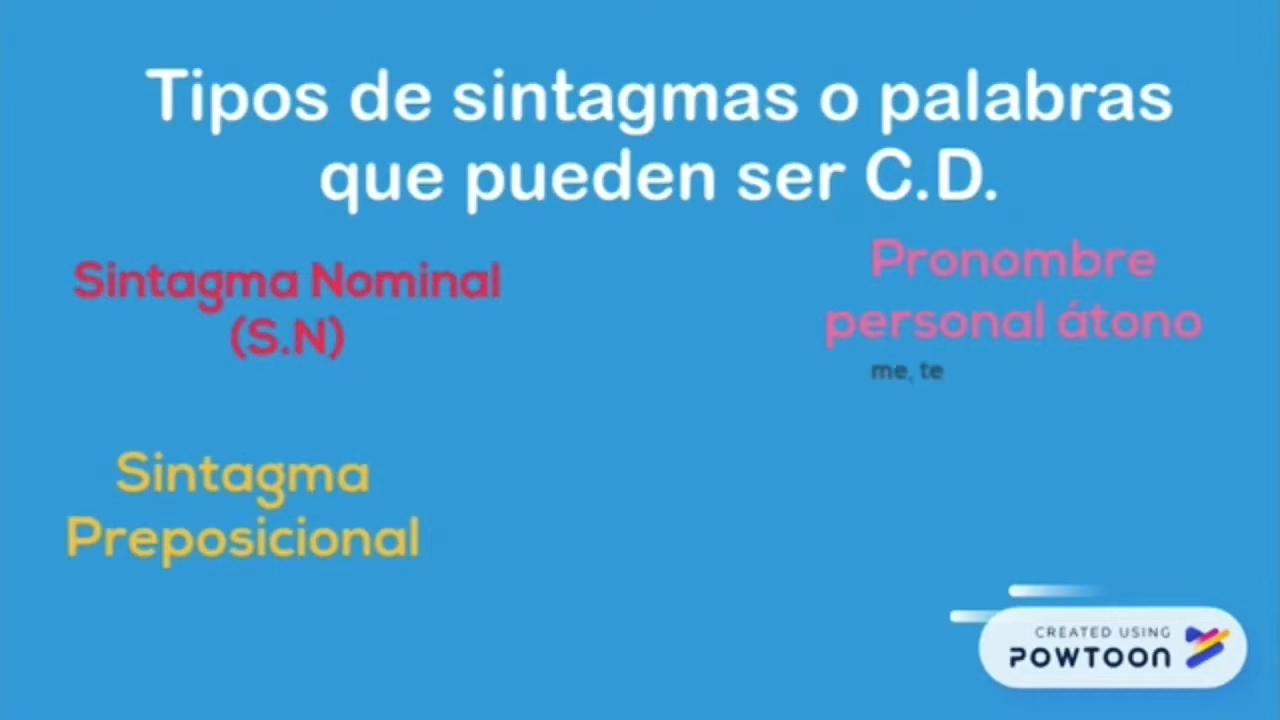 Tipos de sintagmas o palabras
que pueden ser C.D.
Sintagma Nominal
(S.N)
Pronombre
personal átono
me, te
Sintagma
Preposicional
CREATED USING
POWTOON